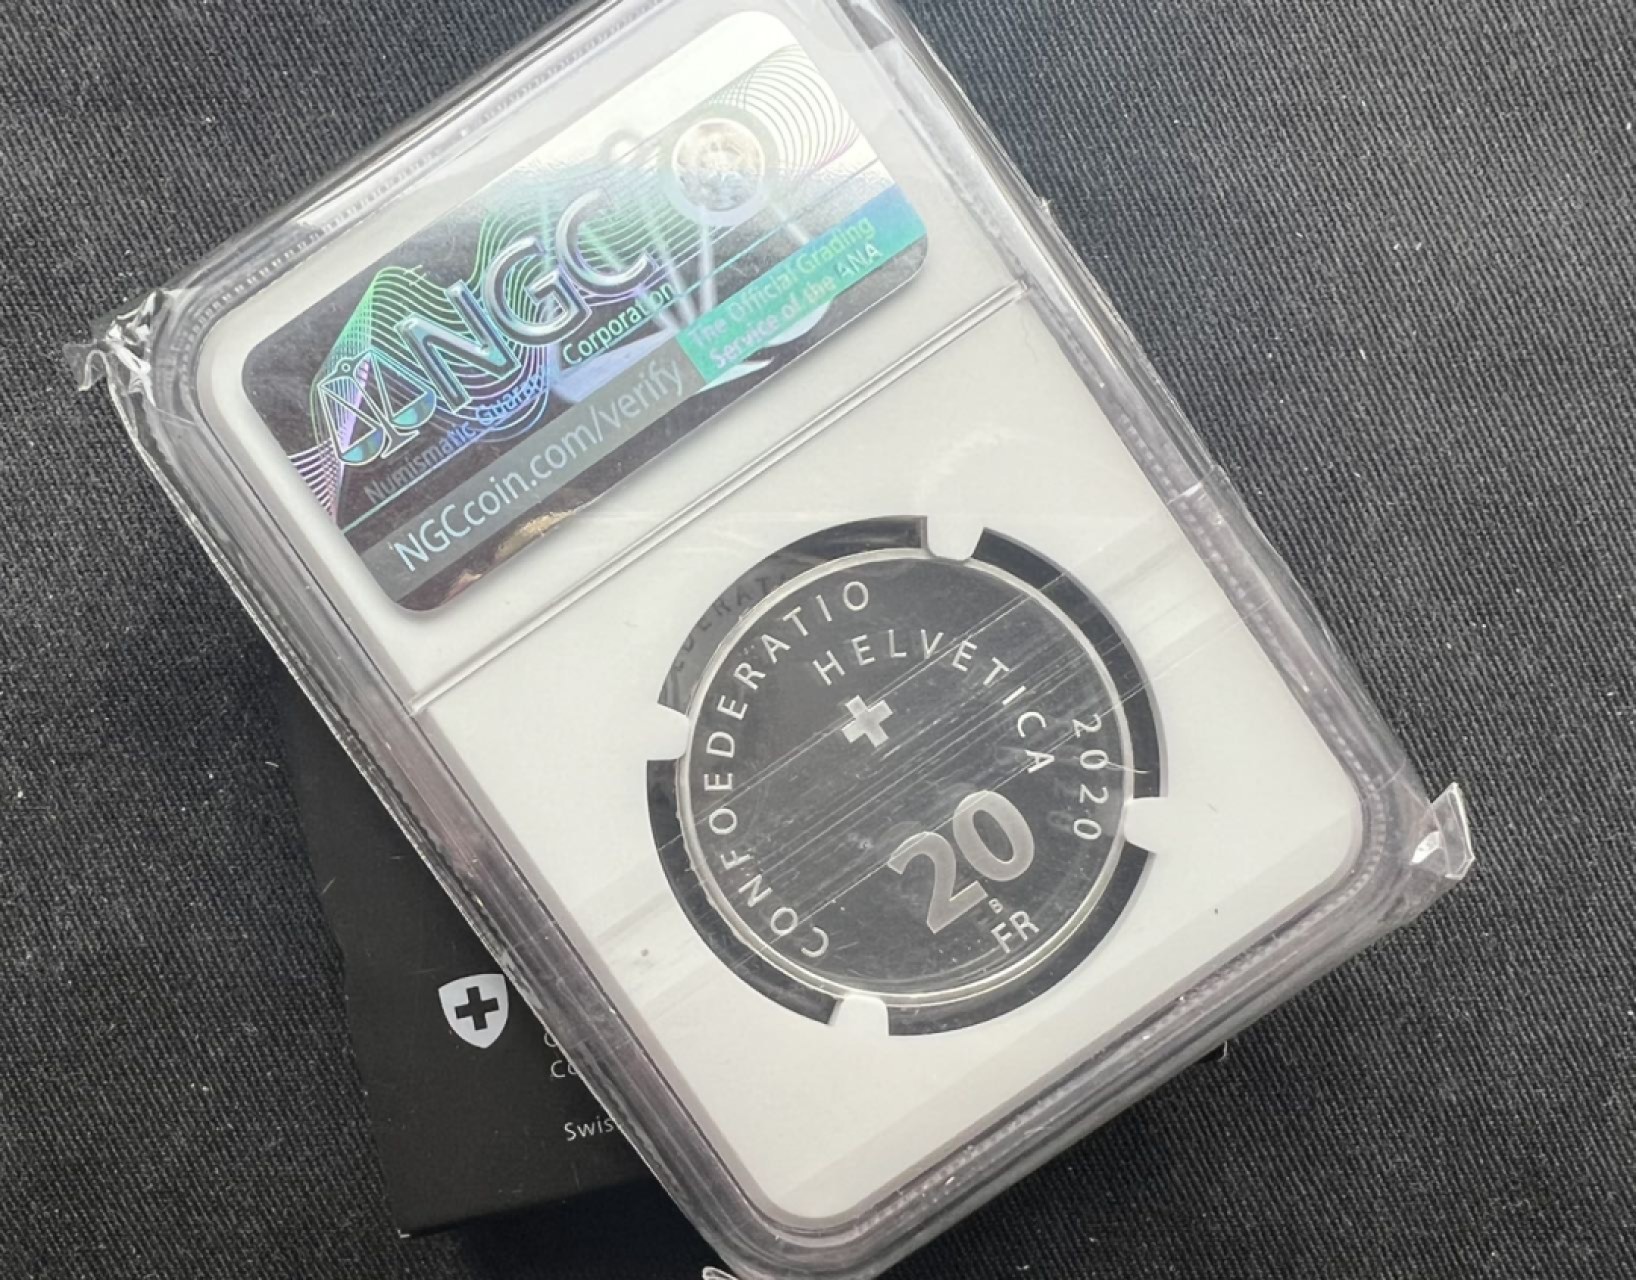 NGC
Numismatic Guaranty
Corporation
The Official Grading
Service of the ANA
NGCcoin.com/verify
CONFOEDERATIO
HELVETICA
2020
20
S
FR